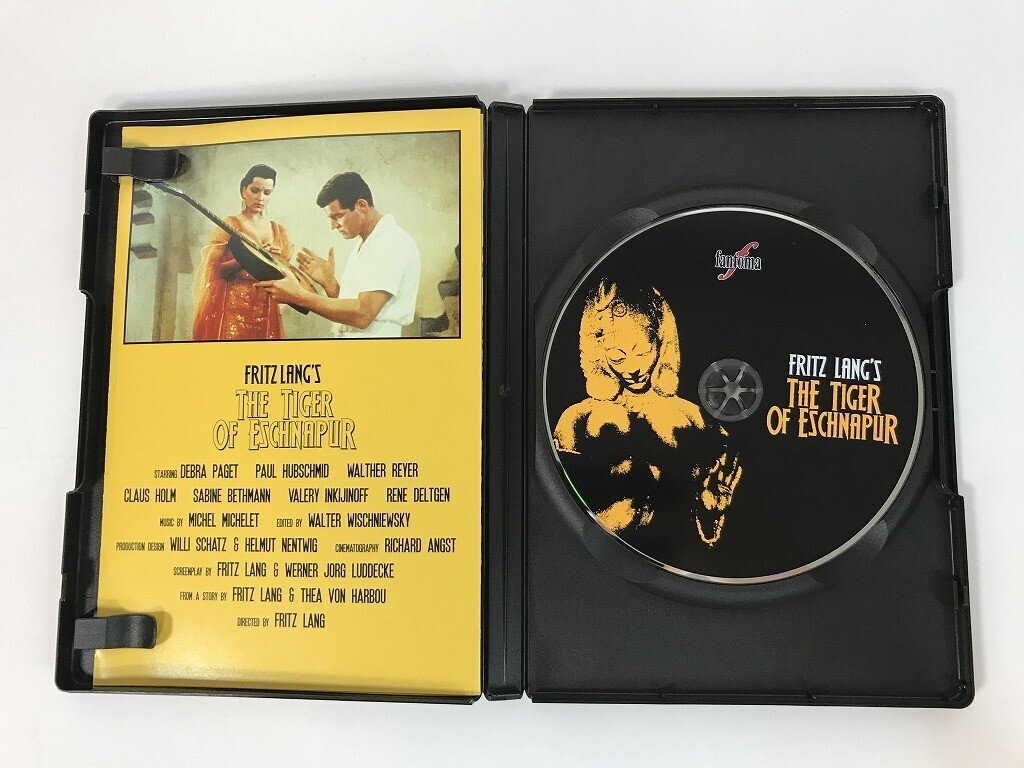 FRITZ LANG'S
THE TIGER
OF ESCHNAPUR
STARRING DEBRA PAGET PAUL HUBSCHMID WALTHER REYER
CLAUS HOLM SABINE BETHMANN VALERY INKIJINOFF RENE DELTGEN
MUSIC BY MICHEL MICHELET EDITED BY WALTER WISCHNIEWSKY
PRODUCTION DESIGN WILLI SCHATZ & HELMUT NENTWIG CINEMATOGRAPHY RICHARD ANGST
SCREENPLAY BY FRITZ LANG & WERNER JORG LUDDECKE
FROM A STORY BY FRITZ LANG & THEA VON HARBOU
DIRECTED BY FRITZ LANG
fantoma
FRITZ LANG'S
THE TIGER
OF ESCHNAPUR